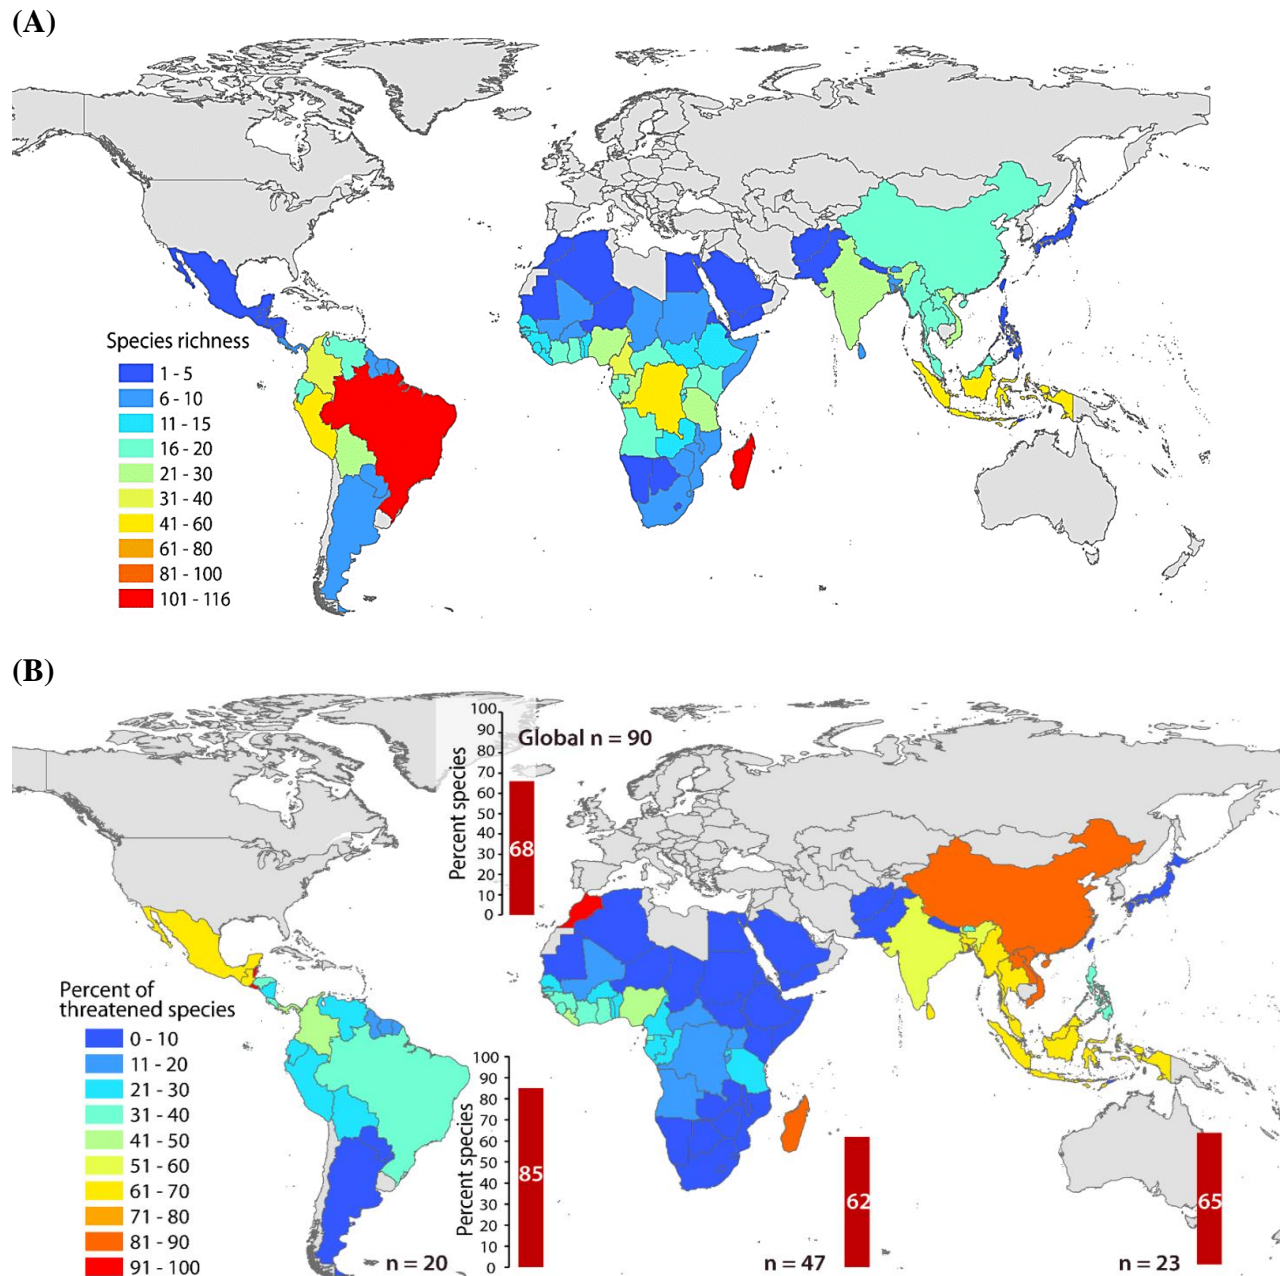 (A)
Species richness
1 - 5
6 - 10
11 - 15
16 - 20
21 - 30
31 - 40
41 - 60
61 - 80
81 - 100
101 - 116
(B)
100
90
80
70
60
50
40
30
20
10
0
Percent species
Global n = 90
68
Percent of
threatened species
0 - 10
11 - 20
21 - 30
31 - 40
41 - 50
51 - 60
61 - 70
71 - 80
81 - 90
91 - 100
100
90
80
70
60
50
40
30
20
10
0
Percent species
85
n = 20
62
n = 47
65
n = 23